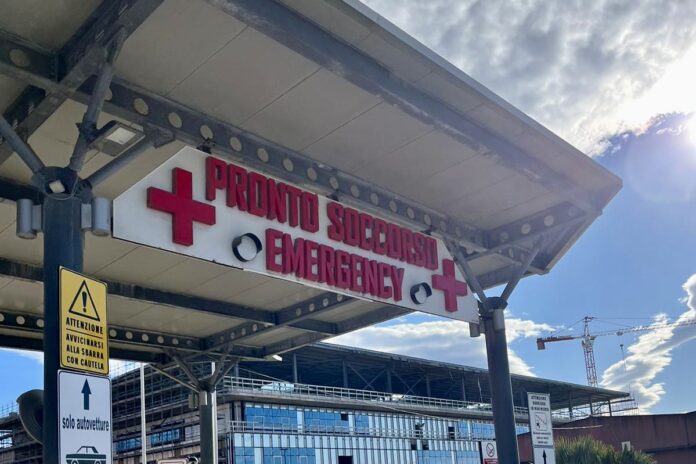 PRONTO SOCCORSO
EMERGENCY
ATTENZIONE
AVVICINARSI
ALLA SBARRA
CON CAUTELA
solo autovetture